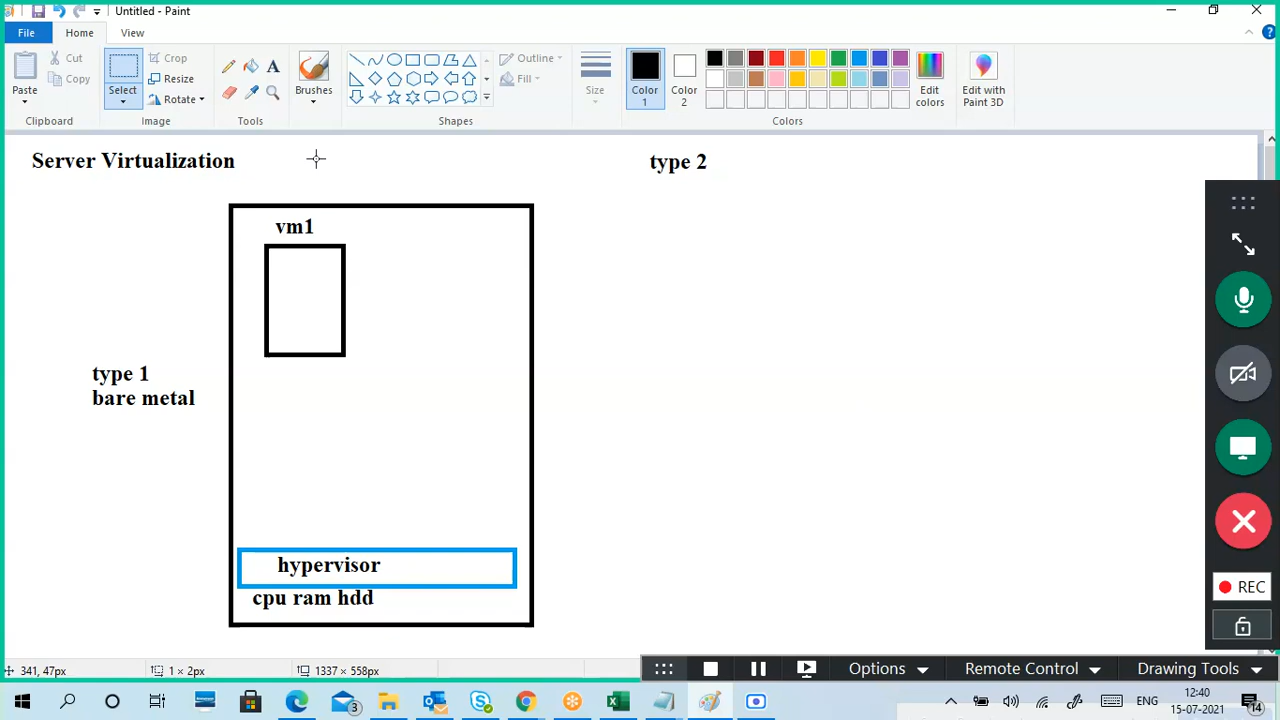 Untitled - Paint
File
Home
View
Cut
Copy
Paste
Clipboard
Crop
Resize
Rotate
Select
Image
A
Tools
Brushes
Outline
Fill
Shapes
Size
Color
1
Color
2
Edit
colors
Colors
Edit with
Paint 3D
Server Virtualization
type 2
vm1
type 1
bare metal
hypervisor
cpu ram hdd
REC
341, 47px
1 × 2px
1337 × 558px
Options
Remote Control
Drawing Tools
3
ENG
12:40
15-07-2021
14